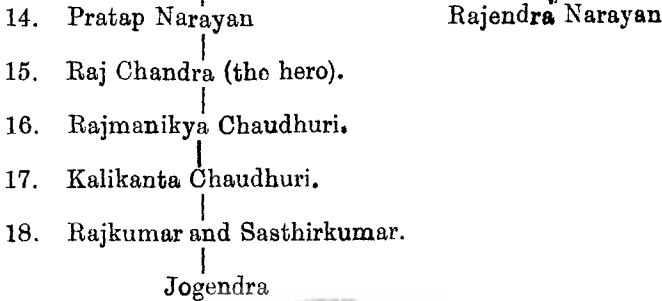 14. Pratap Narayan Rajendra Narayan
15. Raj Chandra (the hero).
16. Rajmanikya Chaudhuri.
17. Kalikanta Chaudhuri.
18. Rajkumar and Sasthirkumar.
Jogendra